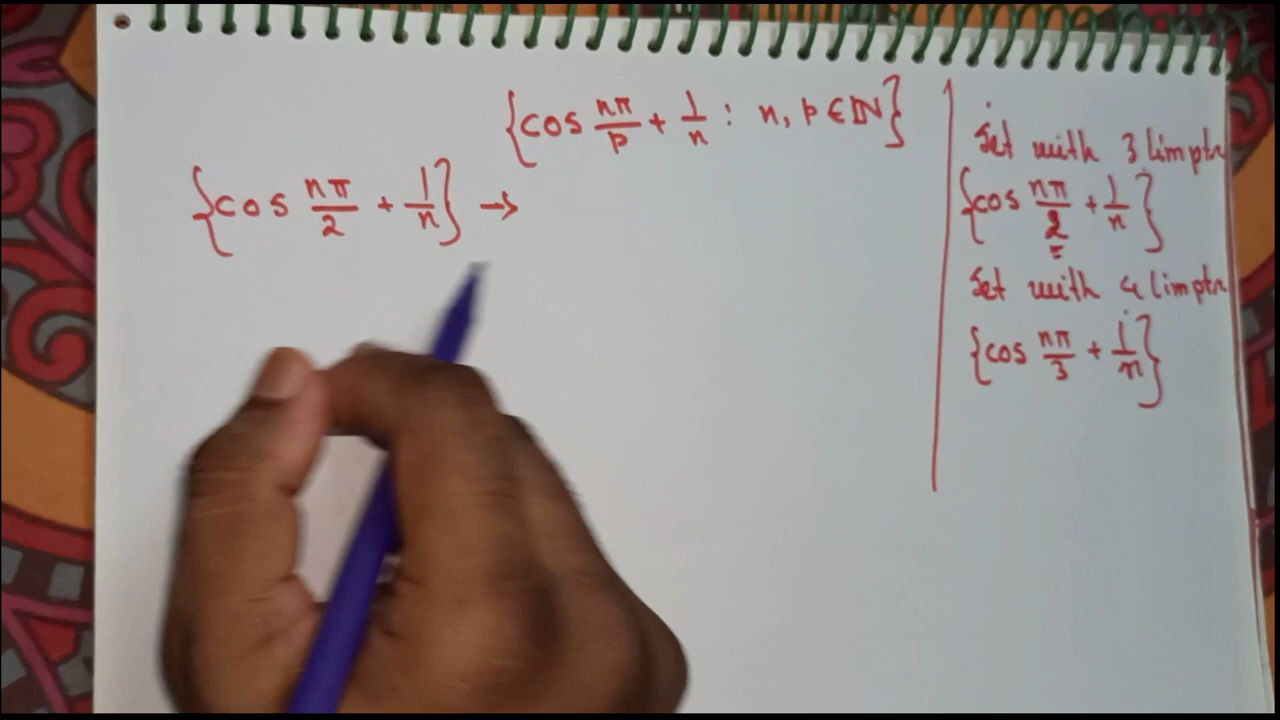 {cos nπ/p + 1/n : n, p ∈ ℕ}
{cos nπ/2 + 1/n} →
Set with 3 limpts
{cos nπ/2 + 1/n}
Set with 4 limpts
{cos nπ/3 + 1/n}